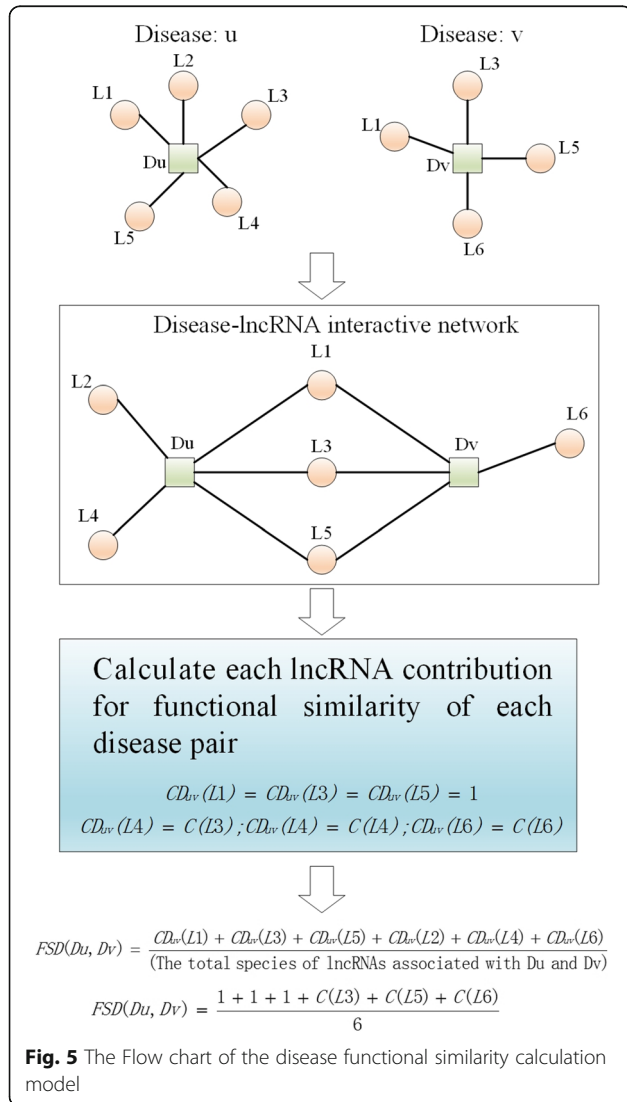 Disease: u
Disease: v
L2
L1
L3
Du
L5
L4
L3
L1
L5
Dv
L6
Disease-lncRNA interactive network
L1
L2
L6
Du
Dv
L3
L4
L5
Calculate each lncRNA contribution
for functional similarity of each
disease pair
CDuv(L1) = CDuv(L3) = CDuv(L5) = 1
CDuv(L4) = C(L3);CDuv(L4) = C(L4);CDuv(L6) = C(L6)
FSD(Du, Dv) = CDuv(L1) + CDuv(L3) + CDuv(L5) + CDuv(L2) + CDuv(L4) + CDuv(L6)
(The total species of lncRNAs associated with Du and Dv)
FSD(Du, Dv) = 1 + 1 + 1 + C(L3) + C(L5) + C(L6)
6
Fig. 5 The Flow chart of the disease functional similarity calculation
model